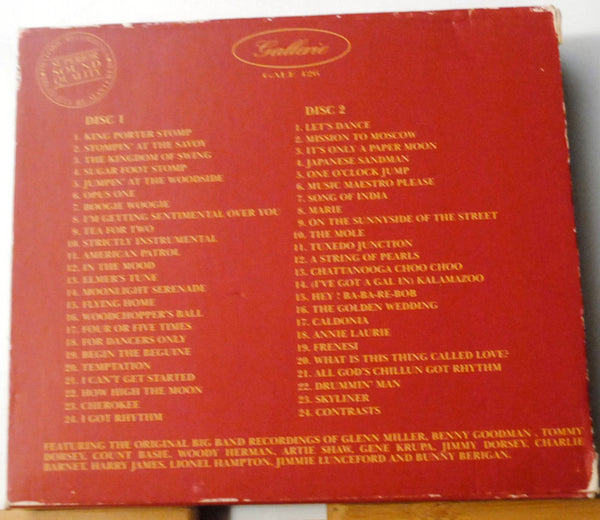 SUPERIOR
SOUND
QUALITY
Gallerie
GALE 426
DISC 1
1. KING PORTER STOMP
2. STOMPIN' AT THE SAVOY
3. THE KINGDOM OF SWING
4. SUGAR FOOT STOMP
5. JUMPIN' AT THE WOODSIDE
6. OPUS ONE
7. BOOGIE WOOGIE
8. I'M GETTING SENTIMENTAL OVER YOU
9. TEA FOR TWO
10. STRICTLY INSTRUMENTAL
11. AMERICAN PATROL
12. IN THE MOOD
13. ELMER'S TUNE
14. MOONLIGHT SERENADE
15. FLYING HOME
16. WOODCHOPPER'S BALL
17. FOUR OR FIVE TIMES
18. FOR DANCERS ONLY
19. BEGIN THE BEGUINE
20. TEMPTATION
21. I CAN'T GET STARTED
22. HOW HIGH THE MOON
23. CHEROKEE
24. I GOT RHYTHM
DISC 2
1. LET'S DANCE
2. MISSION TO MOSCOW
3. IT'S ONLY A PAPER MOON
4. JAPANESE SANDMAN
5. ONE O'CLOCK JUMP
6. MUSIC MAESTRO PLEASE
7. SONG OF INDIA
8. MARIE
9. ON THE SUNNYSIDE OF THE STREET
10. THE MOLE
11. TUXEDO JUNCTION
12. A STRING OF PEARLS
13. CHATTANOOGA CHOO CHOO
14. (I'VE GOT A GAL IN) KALAMAZOO
15. HEY! BA-BA-RE-BOB
16. THE GOLDEN WEDDING
17. CALDONIA
18. ANNIE LAURIE
19. FRENESI
20. WHAT IS THIS THING CALLED LOVE?
21. ALL GOD'S CHILLUN GOT RHYTHM
22. DRUMMIN' MAN
23. SKYLINER
24. CONTRASTS
FEATURING THE ORIGINAL BIG BAND RECORDINGS OF GLENN MILLER, BENNY GOODMAN , TOMMY
DORSEY, COUNT BASIE, WOODY HERMAN, ARTIE SHAW, GENE KRUPA, JIMMY DORSEY, CHARLIE
BARNET, HARRY JAMES, LIONEL HAMPTON, JIMMIE LUNCEFORD AND BUNNY BERIGAN.